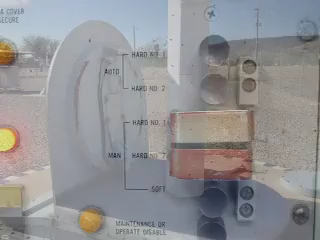 A COVER
SECURE
HARD NO. 1
AUTO
HARD NO. 2
HARD NO. 1
MAN
HARD NO. 2
SOFT
MAINTENANCE OR
OPERATE DISABLE